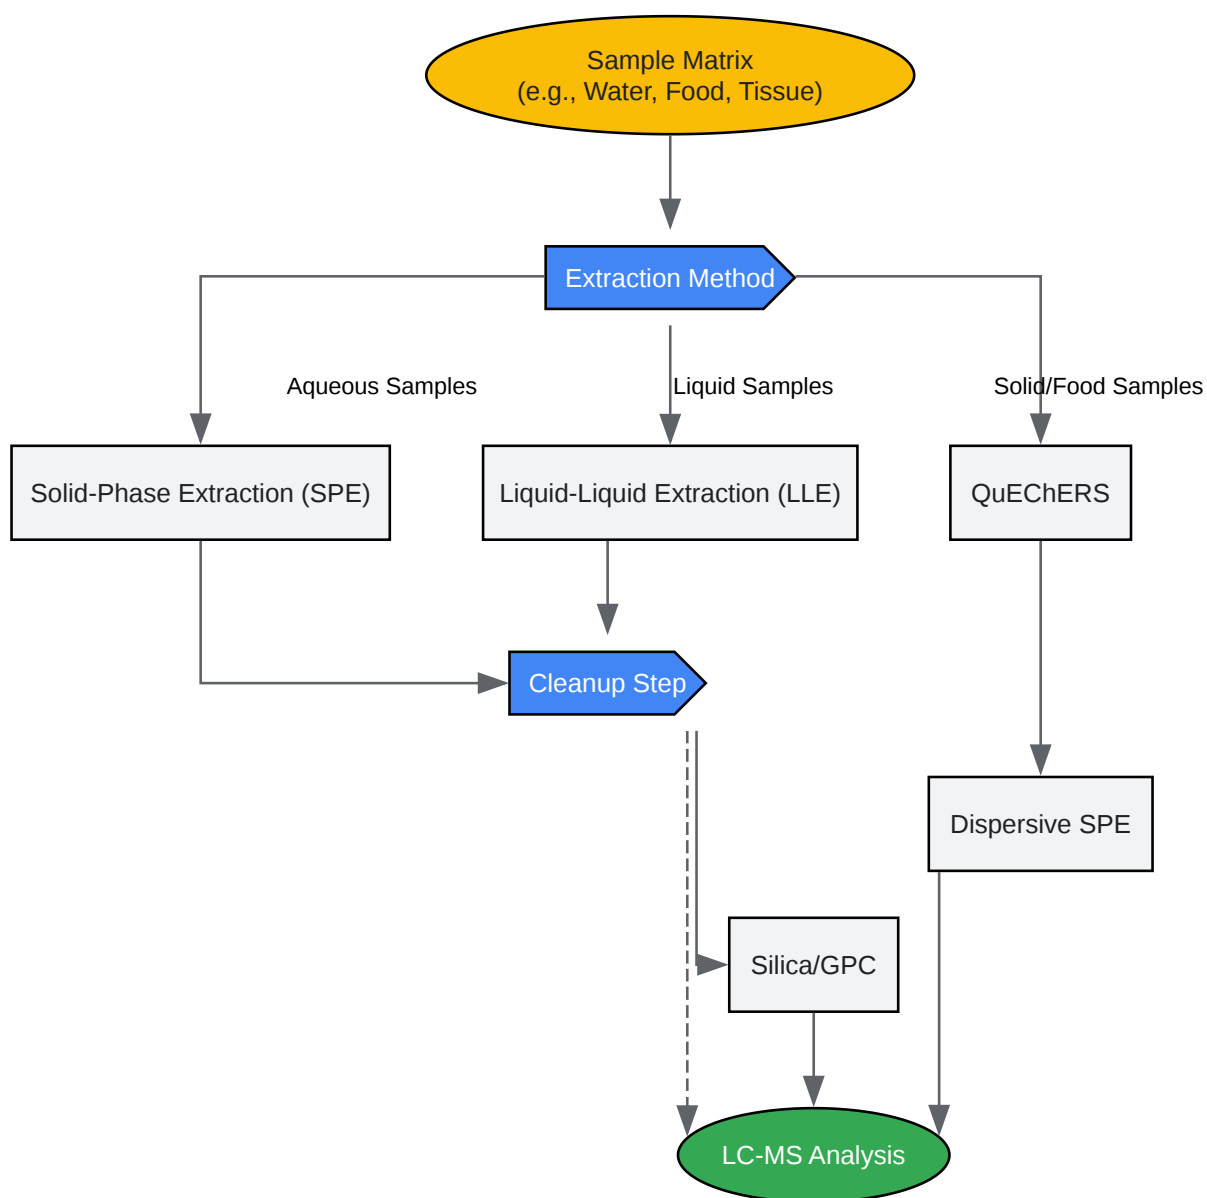 Sample Matrix
(e.g., Water, Food, Tissue)
Extraction Method
Aqueous Samples
Liquid Samples
Solid/Food Samples
Solid-Phase Extraction (SPE)
Liquid-Liquid Extraction (LLE)
QuEChERS
Cleanup Step
Dispersive SPE
Silica/GPC
LC-MS Analysis